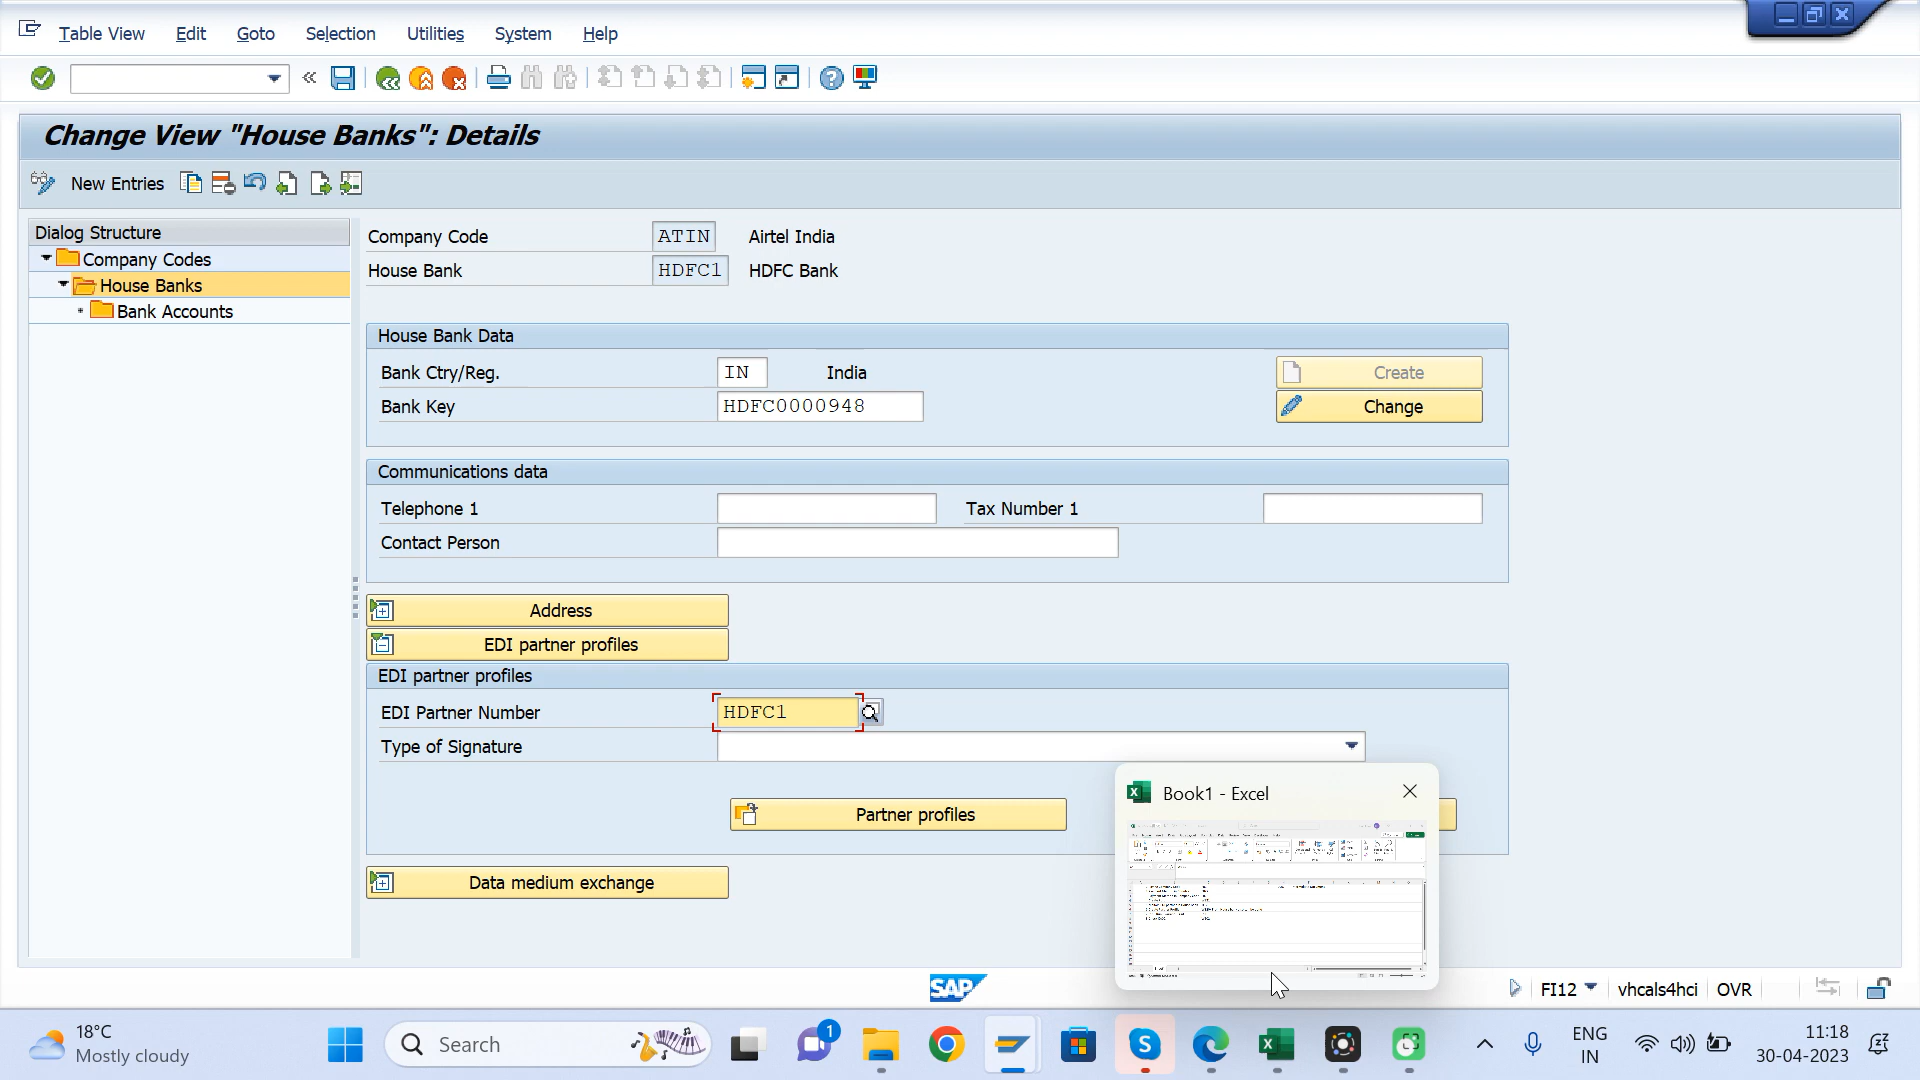 Table View Edit Goto Selection Utilities System Help
Change View "House Banks": Details
New Entries
Dialog Structure
Company Codes
House Banks
Bank Accounts
Company Code ATIN Airtel India
House Bank HDFC1 HDFC Bank
House Bank Data
Bank Ctry/Reg. IN India Create
Bank Key HDFC0000948 Change
Communications data
Telephone 1 Tax Number 1
Contact Person
Address
EDI partner profiles
EDI partner profiles
EDI Partner Number HDFC1
Type of Signature
Partner profiles
Data medium exchange
Book1 - Excel
SAP FI12 vhcals4hci OVR
18°C
Mostly cloudy
Search
1
ENG
IN
11:18
30-04-2023